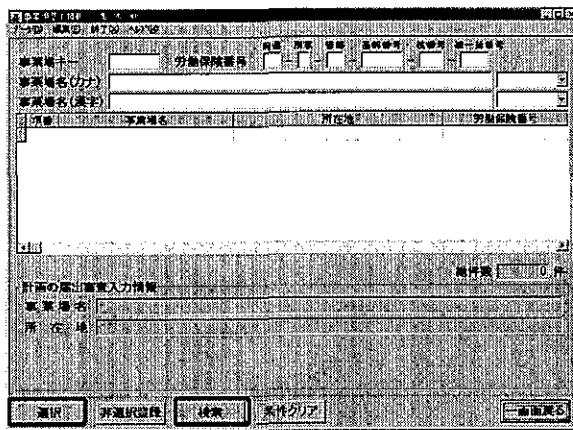 事業場キー 労働保険番号 府県 所掌 管轄 基幹番号 枝番号 統一括番号
事業場名(カナ)
事業場名(漢字)
項番 事業場名 所在地 労働保険番号
総件数 0 件
計画の届出審査入力情報
事業場名
所在地
選択 非選択登録 検索 条件クリア 一画面戻る